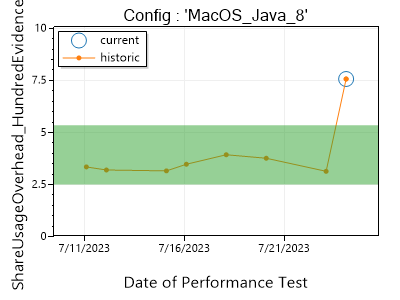 Config : 'MacOS_Java_8'
ShareUsageOverhead_HundredEvidence
current
historic
10
7.5
5
2.5
0
7/11/2023
7/16/2023
7/21/2023
Date of Performance Test